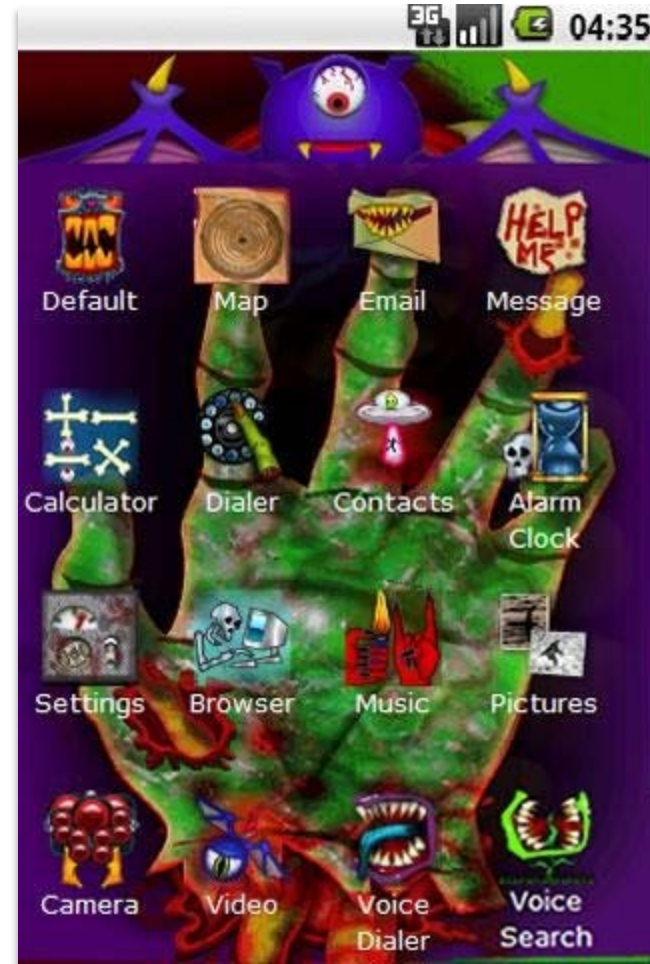 3G 04:35
HELP
ME
Default Map Email Message
Calculator Dialer Contacts Alarm
Clock
Settings Browser Music Pictures
Camera Video Voice Voice
Dialer Search